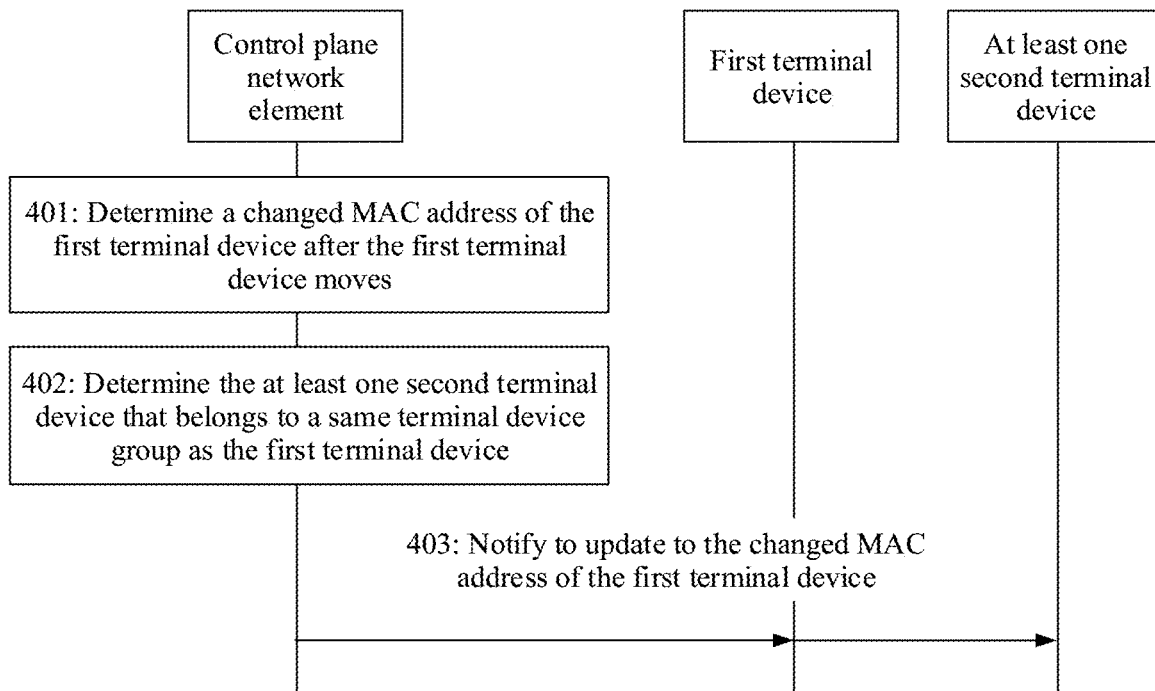 Control plane
network
element
First terminal
device
At least one
second terminal
device
401: Determine a changed MAC address of the
first terminal device after the first terminal
device moves
402: Determine the at least one second terminal
device that belongs to a same terminal device
group as the first terminal device
403: Notify to update to the changed MAC
address of the first terminal device